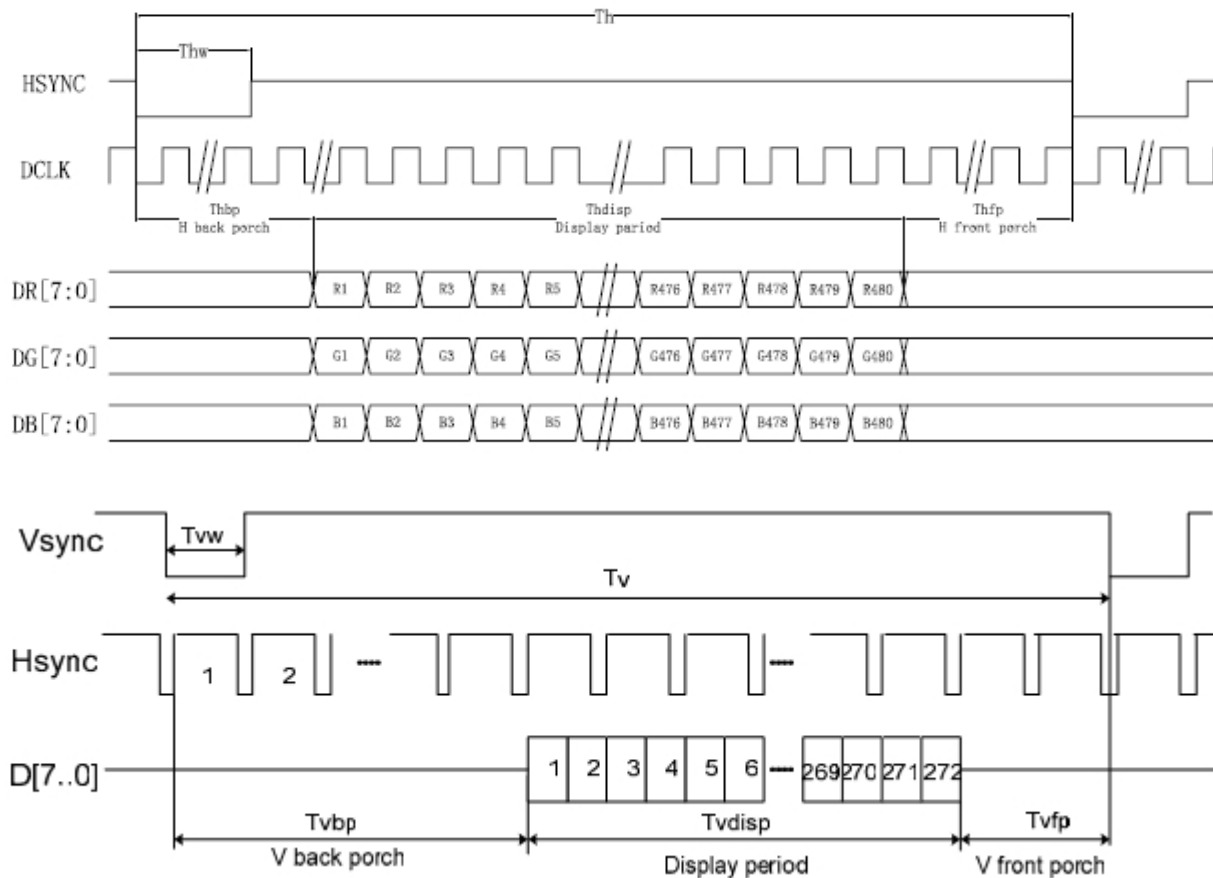 Th
Thw
HSYNC
DCLK
Thbp Thdisp Thfp
H back porch Display pariod H front porch
DR[7:0] R1 R2 R3 R4 R5 R476 R477 R478 R479 R480
DG[7:0] G1 G2 G3 G4 G5 G476 G477 G478 G479 G480
DB[7:0] B1 B2 B3 B4 B5 B476 B477 B478 B479 B480
Vsync Tvw
Tv
Hsync 1 2 ----
----
D[7..0] 1 2 3 4 5 6 ---- 269 270 271 272
Tvbp Tvdisp Tvfp
V back porch Display period V front porch